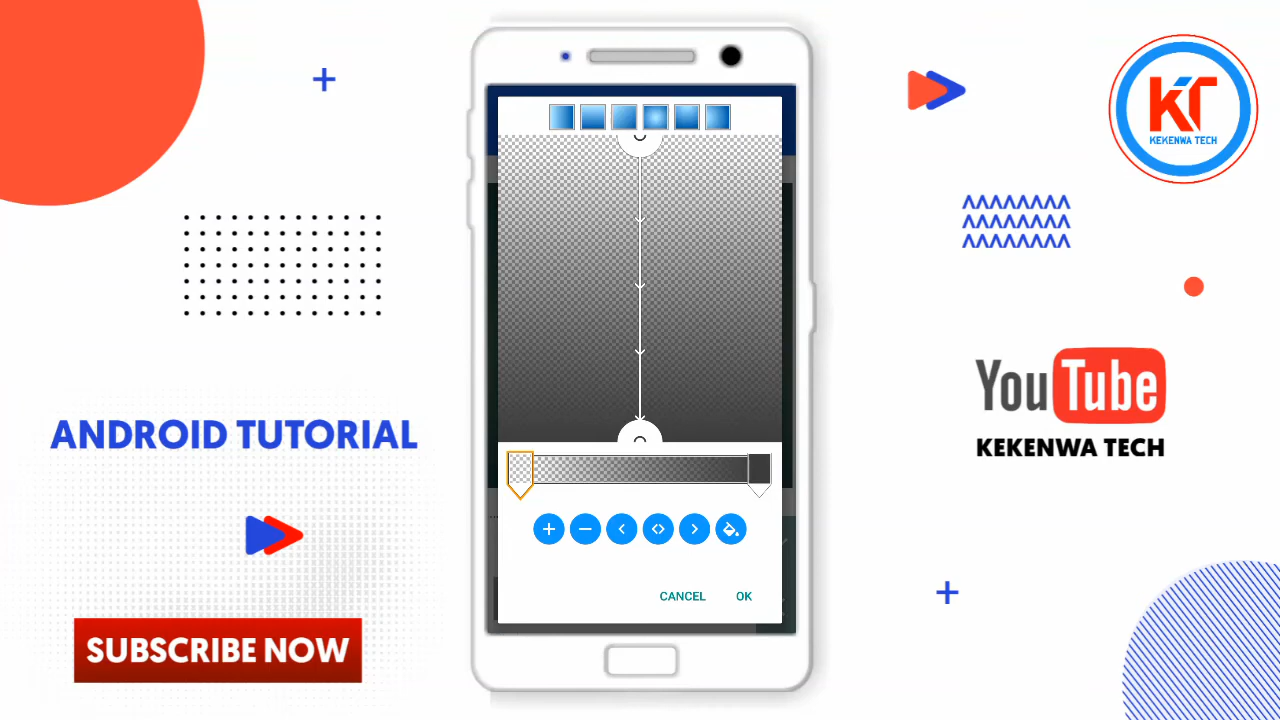 KT
KEKENWA TECH
ANDROID TUTORIAL
SUBSCRIBE NOW
CANCEL OK
YouTube
KEKENWA TECH